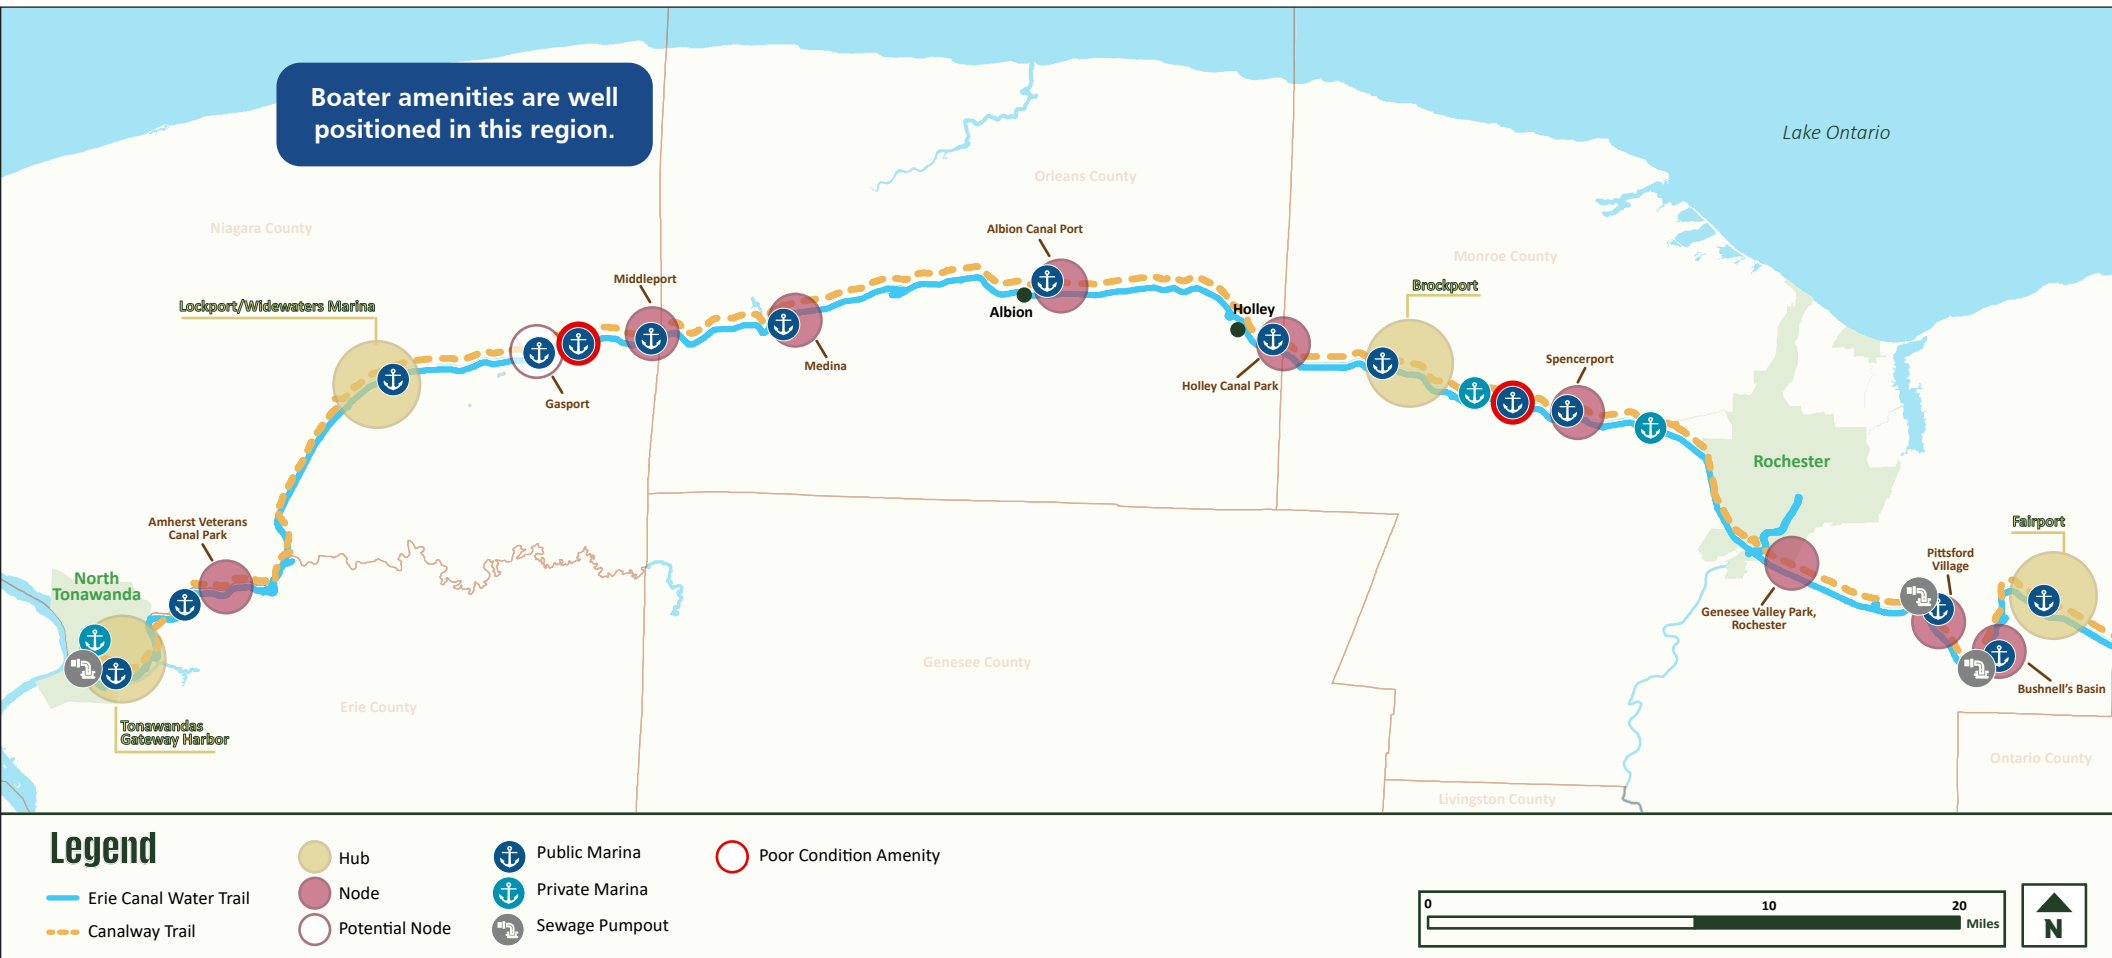 Boater amenities are well
positioned in this region.
Lake Ontario
Orleans County
Niagara County
Albion Canal Port
Monroe County
Middleport
Brockport
Lockport/Widewaters Marina
Albion
Holley
Spencerport
Medina
Holley Canal Park
Gasport
Rochester
Amherst Veterans
Canal Park
Fairport
Pittsford
Village
North
Tonawanda
Genesee Valley Park,
Rochester
Genesee County
Bushnell's Basin
Erie County
Tonawandas
Gateway Harbor
Ontario County
Livingston County
Legend
Erie Canal Water Trail
Canalway Trail
Hub
Node
Potential Node
Public Marina
Private Marina
Sewage Pumpout
Poor Condition Amenity
0 10 20
Miles
N